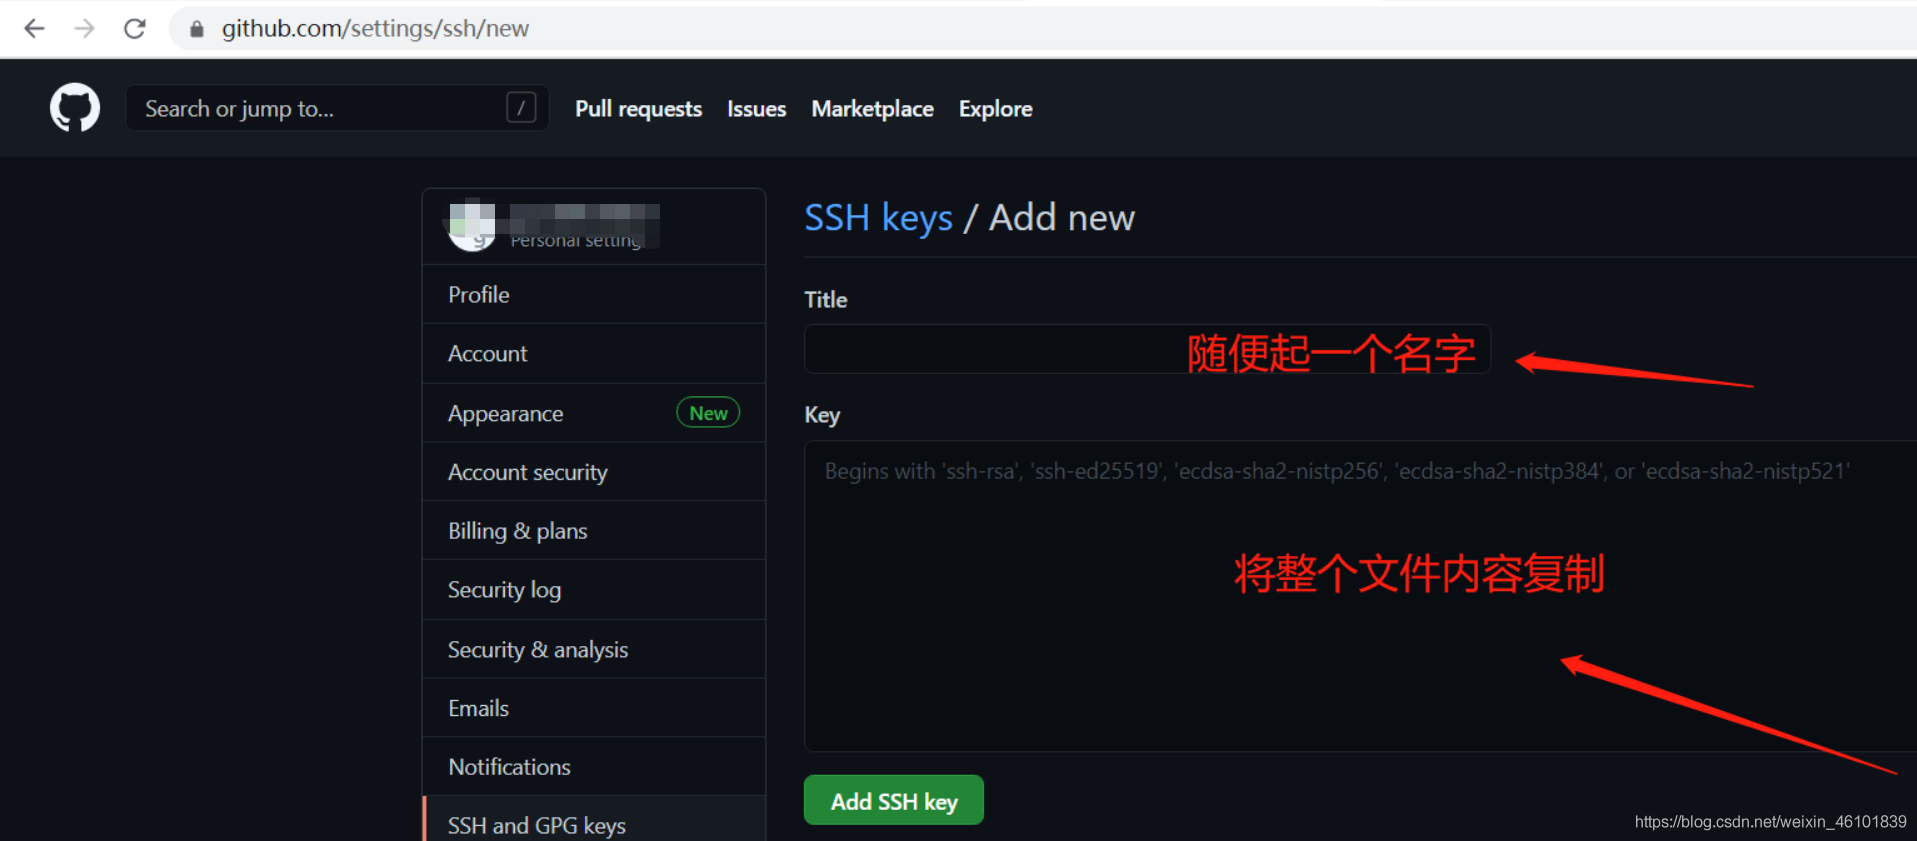 github.com/settings/ssh/new
Search or jump to...
/
Pull requests
Issues
Marketplace
Explore
Personal setting
Profile
Account
Appearance
New
Account security
Billing & plans
Security log
Security & analysis
Emails
Notifications
SSH and GPG keys
SSH keys / Add new
Title
随便起一个名字
Key
Begins with 'ssh-rsa', 'ssh-ed25519', 'ecdsa-sha2-nistp256', 'ecdsa-sha2-nistp384', or 'ecdsa-sha2-nistp521'
将整个文件内容复制
Add SSH key
https://blog.csdn.net/weixin_46101839